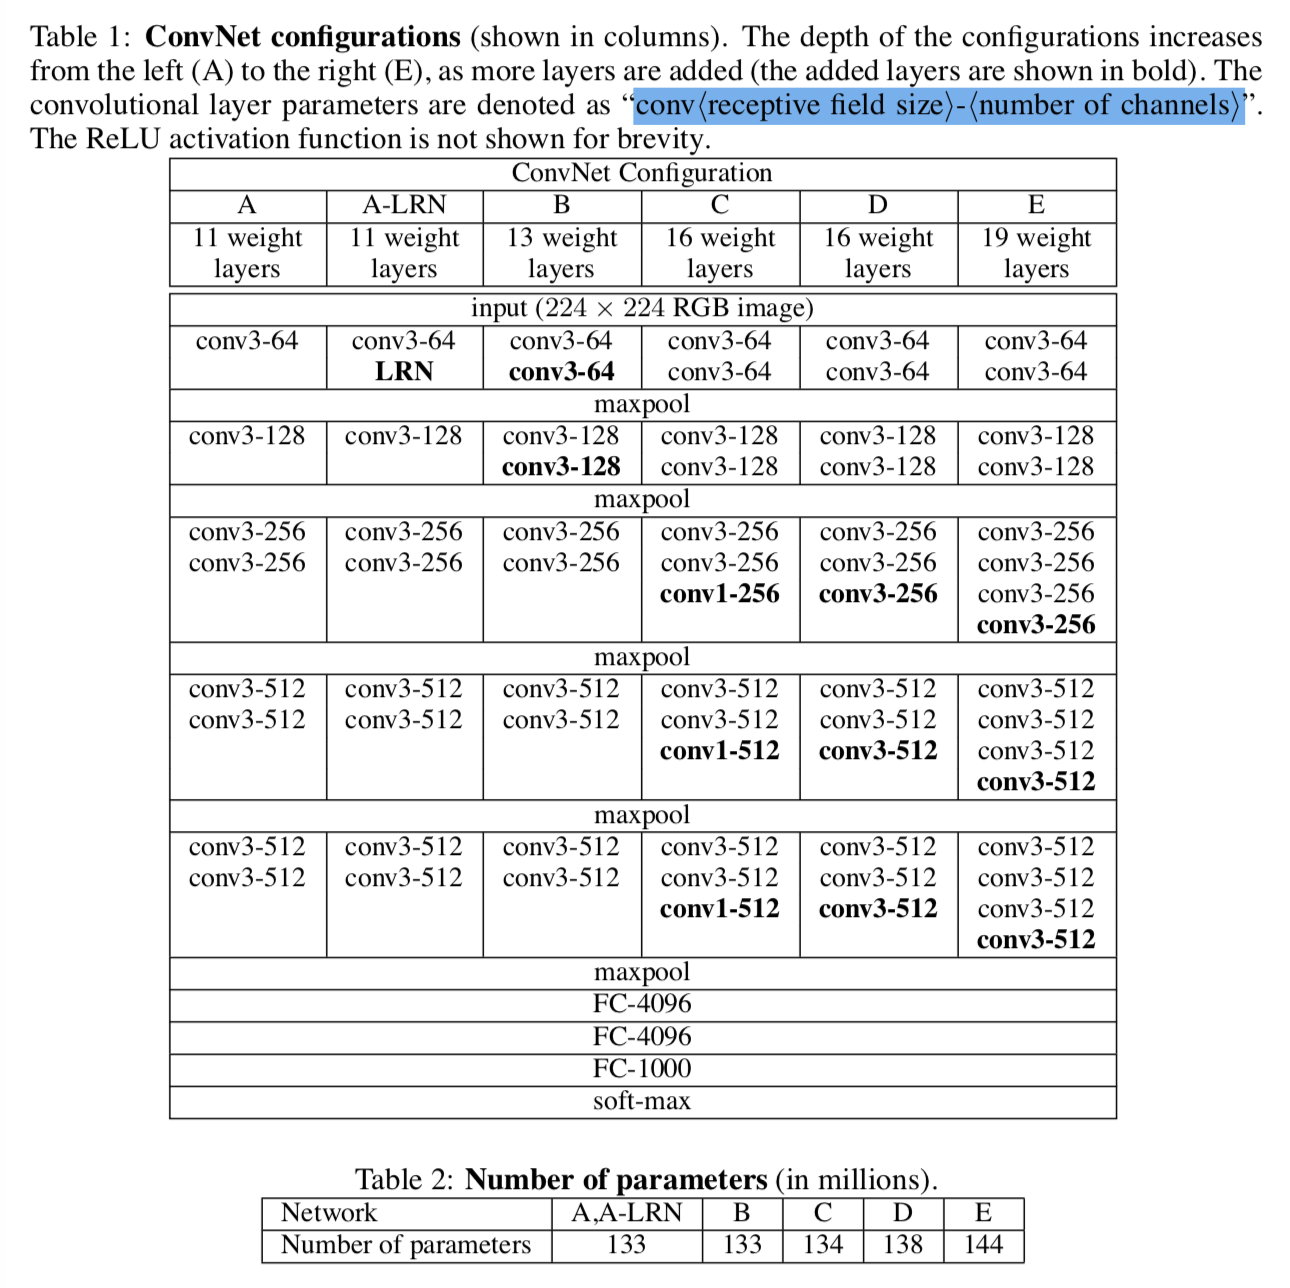 Table 1: ConvNet configurations (shown in columns). The depth of the configurations increases
from the left (A) to the right (E), as more layers are added (the added layers are shown in bold). The
convolutional layer parameters are denoted as “conv⟨receptive field size⟩-⟨number of channels⟩”.
The ReLU activation function is not shown for brevity.
ConvNet Configuration
A A-LRN B C D E
11 weight 11 weight 13 weight 16 weight 16 weight 19 weight
layers layers layers layers layers layers
input (224 × 224 RGB image)
conv3-64 conv3-64 conv3-64 conv3-64 conv3-64 conv3-64
LRN conv3-64 conv3-64 conv3-64 conv3-64
maxpool
conv3-128 conv3-128 conv3-128 conv3-128 conv3-128 conv3-128
conv3-128 conv3-128 conv3-128 conv3-128
maxpool
conv3-256 conv3-256 conv3-256 conv3-256 conv3-256 conv3-256
conv3-256 conv3-256 conv3-256 conv3-256 conv3-256 conv3-256
conv1-256 conv3-256 conv3-256
conv3-256
maxpool
conv3-512 conv3-512 conv3-512 conv3-512 conv3-512 conv3-512
conv3-512 conv3-512 conv3-512 conv3-512 conv3-512 conv3-512
conv1-512 conv3-512 conv3-512
conv3-512
maxpool
conv3-512 conv3-512 conv3-512 conv3-512 conv3-512 conv3-512
conv3-512 conv3-512 conv3-512 conv3-512 conv3-512 conv3-512
conv1-512 conv3-512 conv3-512
conv3-512
maxpool
FC-4096
FC-4096
FC-1000
soft-max
Table 2: Number of parameters (in millions).
Network A,A-LRN B C D E
Number of parameters 133 133 134 138 144